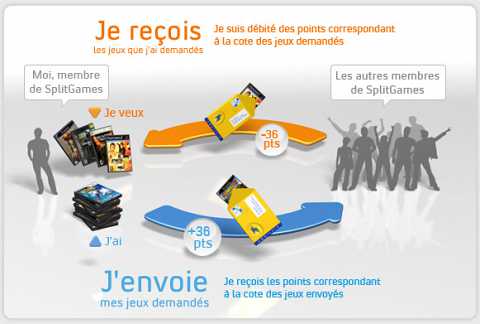 Je reçois
les jeux que j'ai demandés
Je suis débité des points correspondant
à la cote des jeux demandés
Moi, membre
de SplitGames
Les autres membres
de SplitGames
Je veux
-36
pts
J'ai
+36
pts
J'envoie
mes jeux demandés
Je reçois les points correspondant
à la cote des jeux envoyés